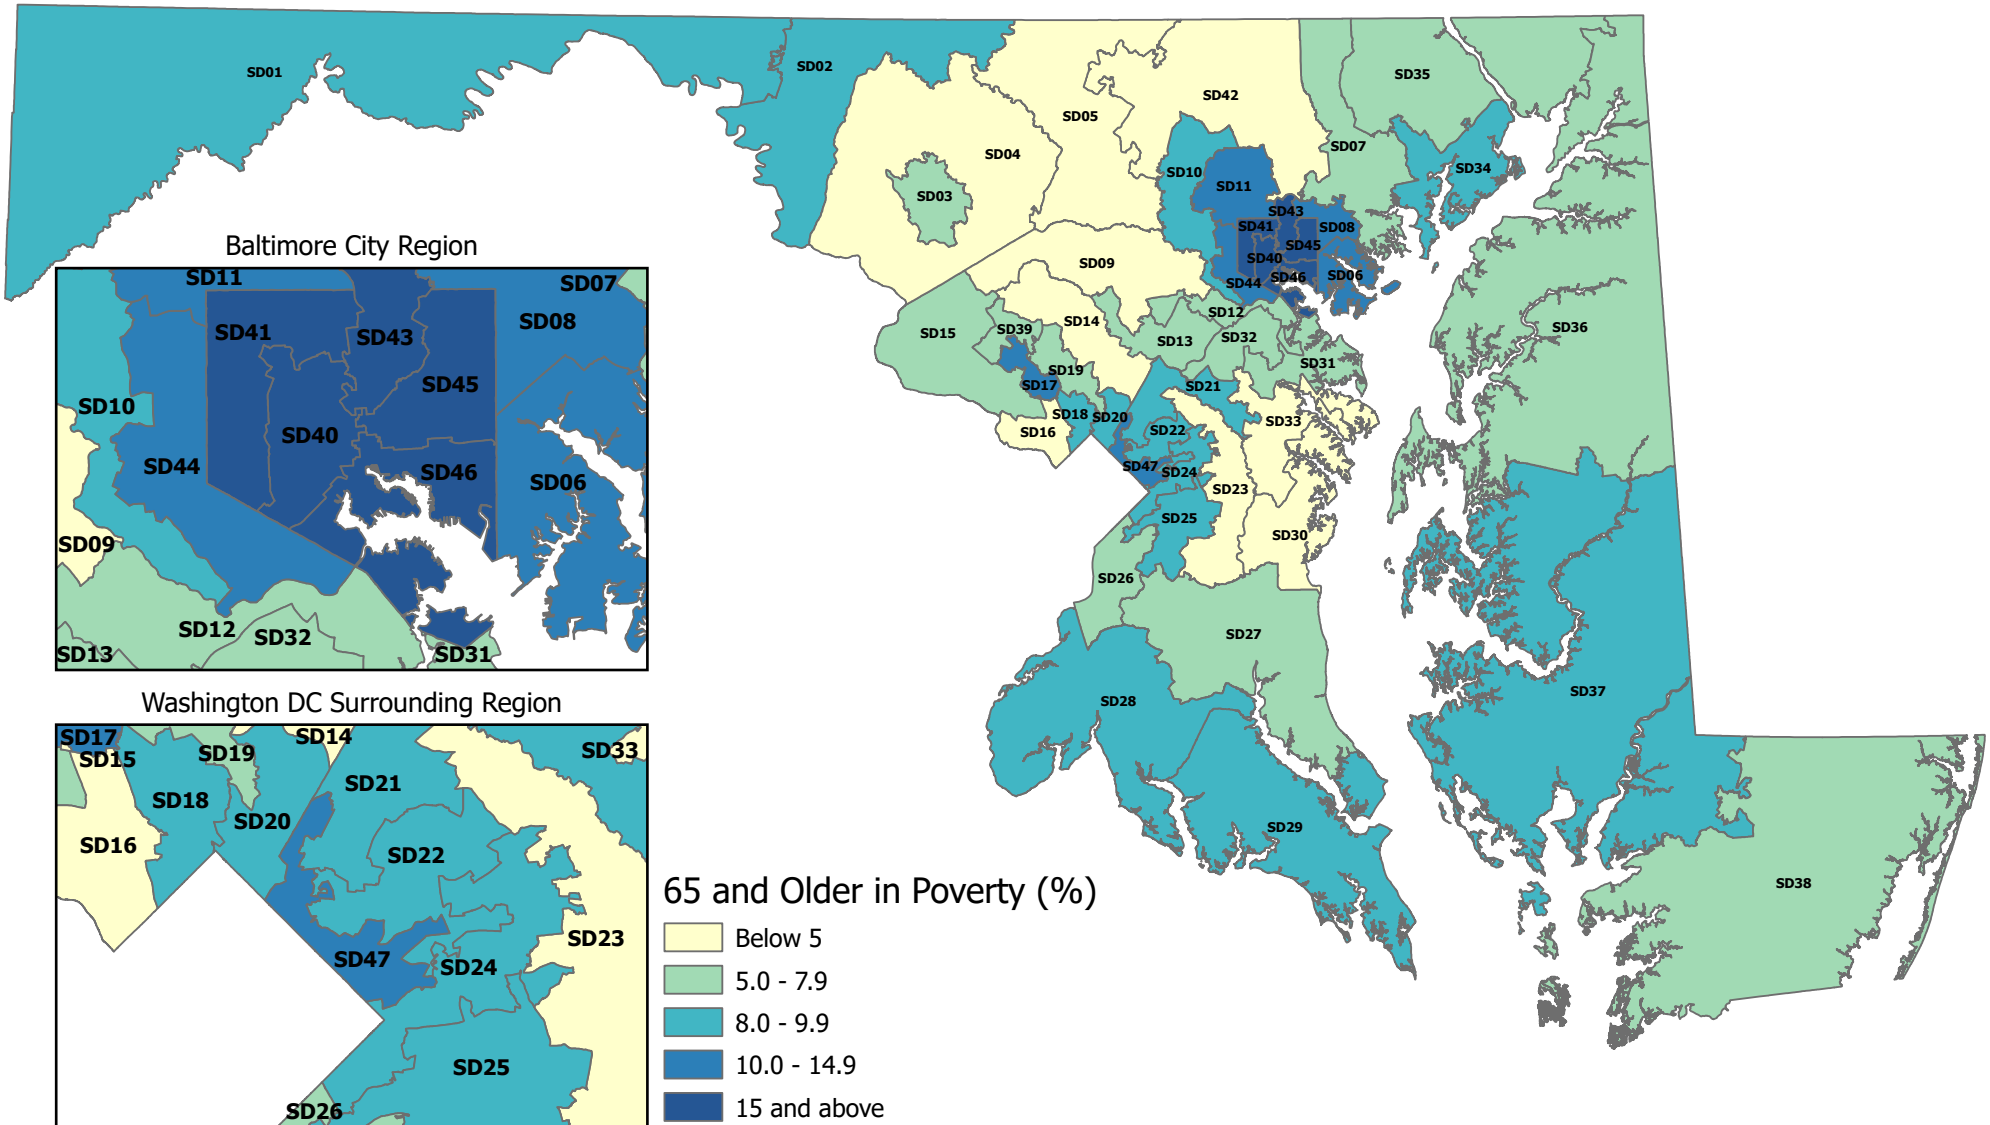 SD01
SD02
SD35
SD42
SD05
SD07
SD04
SD34
SD10
SD11
SD03
SD43
SD41
SD08
SD45
SD40
SD09
SD46
SD06
SD44
SD12
SD14
SD36
SD15
SD39
SD32
SD13
SD31
SD19
SD17
SD21
SD18
SD20
SD33
SD16
SD22
SD47
SD24
SD23
SD25
SD30
SD26
SD27
SD37
SD28
SD29
SD38
Baltimore City Region
SD11
SD07
SD08
SD41
SD43
SD45
SD10
SD40
SD44
SD46
SD06
SD09
SD12
SD32
SD13
SD31
Washington DC Surrounding Region
SD17
SD14
SD33
SD15
SD19
SD21
SD18
SD20
SD16
SD22
SD23
SD47
SD24
SD25
SD26
65 and Older in Poverty (%)
Below 5
5.0 - 7.9
8.0 - 9.9
10.0 - 14.9
15 and above